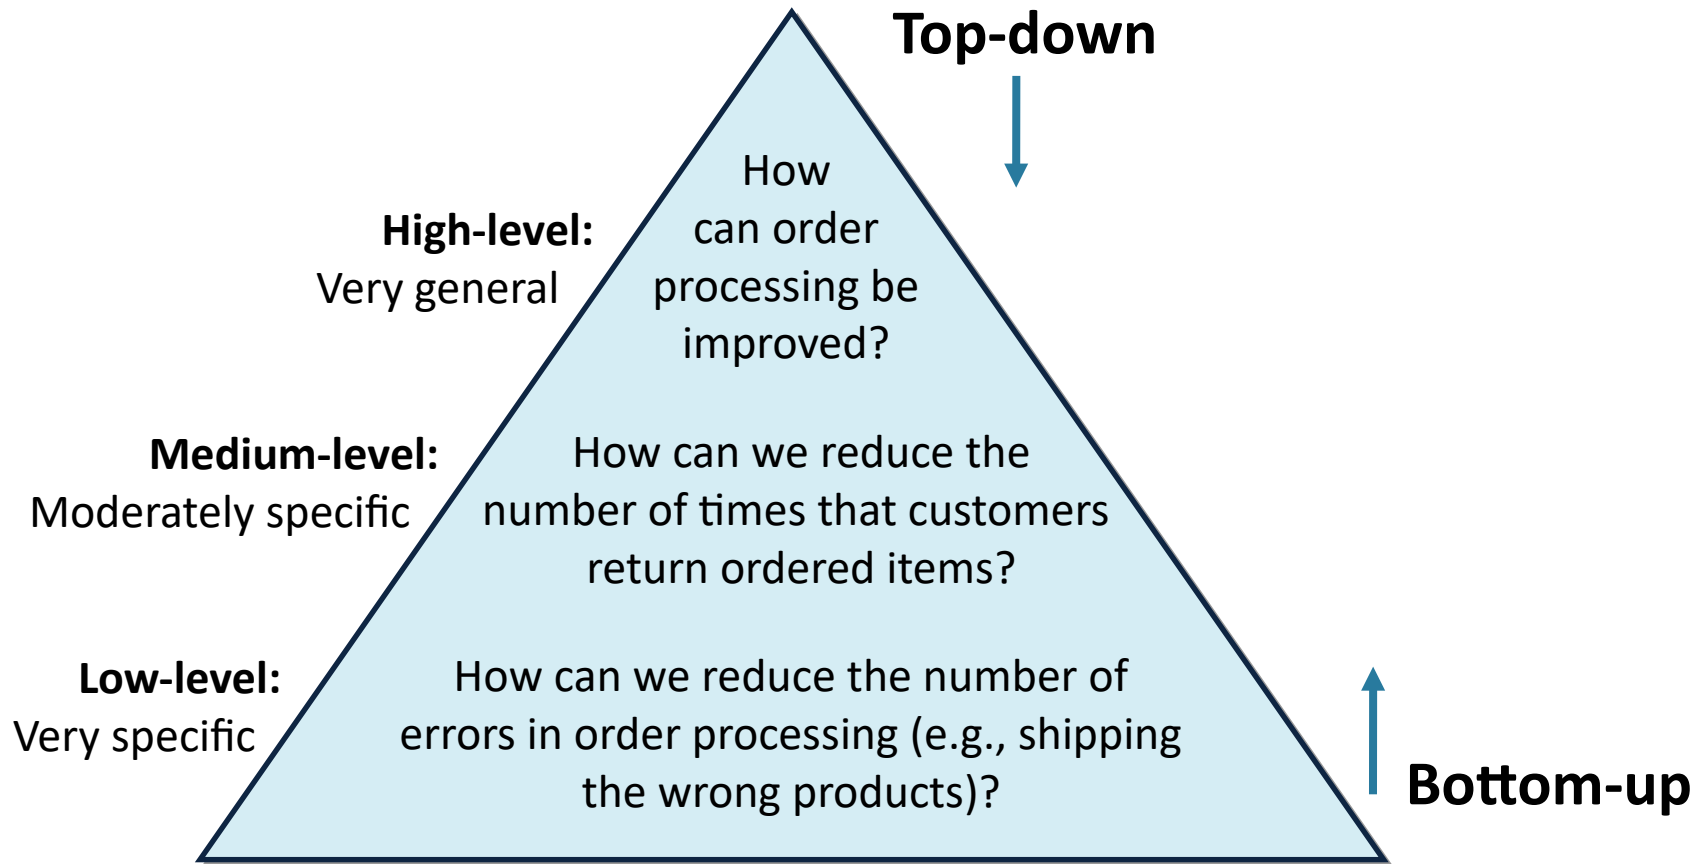 Top-down
How
can order
processing be
improved?
High-level:
Very general
Medium-level:
Moderately specific
How can we reduce the
number of times that customers
return ordered items?
Low-level:
Very specific
How can we reduce the number of
errors in order processing (e.g., shipping
the wrong products)?
Bottom-up